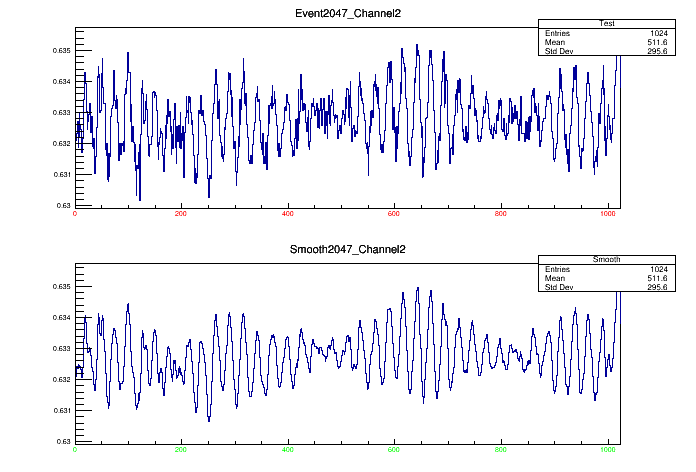 Event2047_Channel2
Test
Entries 1024
Mean 511.6
Std Dev 295.6
0.635
0.634
0.633
0.632
0.631
0.63
0 200 400 600 800 1000
Smooth2047_Channel2
Smooth
Entries 1024
Mean 511.6
Std Dev 295.6
0.635
0.634
0.633
0.632
0.631
0.63
0 200 400 600 800 1000